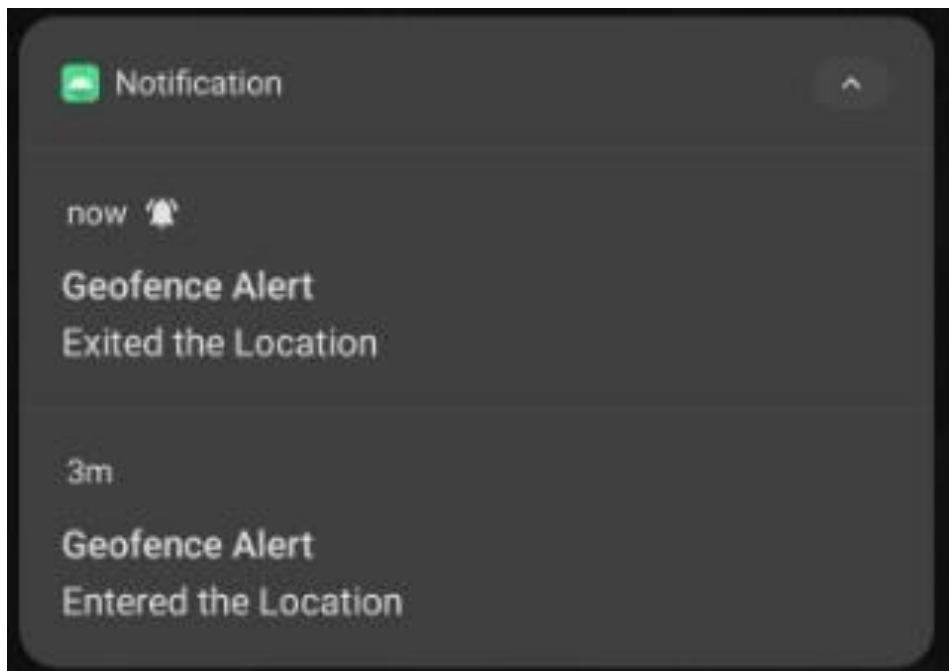 Notification
now
Geofence Alert
Exited the Location
3m
Geofence Alert
Entered the Location